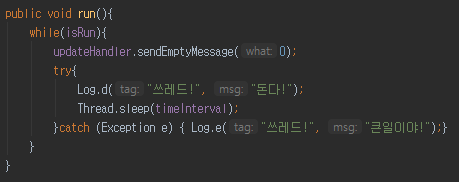 public void run(){
while(isRun){
updateHandler.sendEmptyMessage( what: 0);
try{
Log.d( tag: "쓰레드!", msg: "돈다!");
Thread.sleep(timeInterval);
}catch (Exception e) { Log.e( tag: "쓰레드!", msg: "큰일이야!");}
}
}